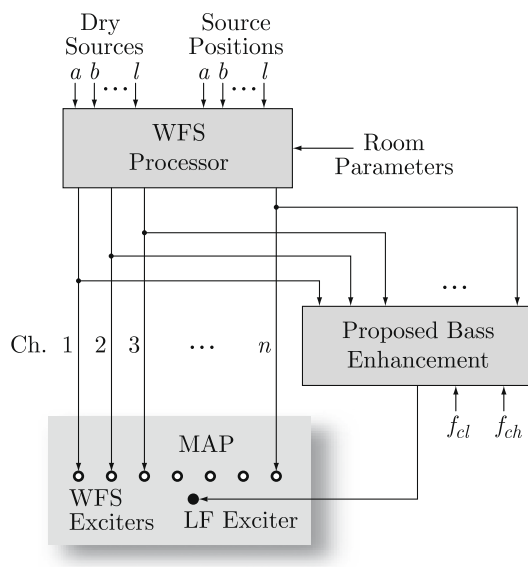 Dry
Sources
Source
Positions
a b ... l
a b ... l
WFS
Processor
Room
Parameters
...
Ch. 1 2 3 ... n
Proposed Bass
Enhancement
f_cl f_ch
MAP
WFS
Exciters
LF Exciter